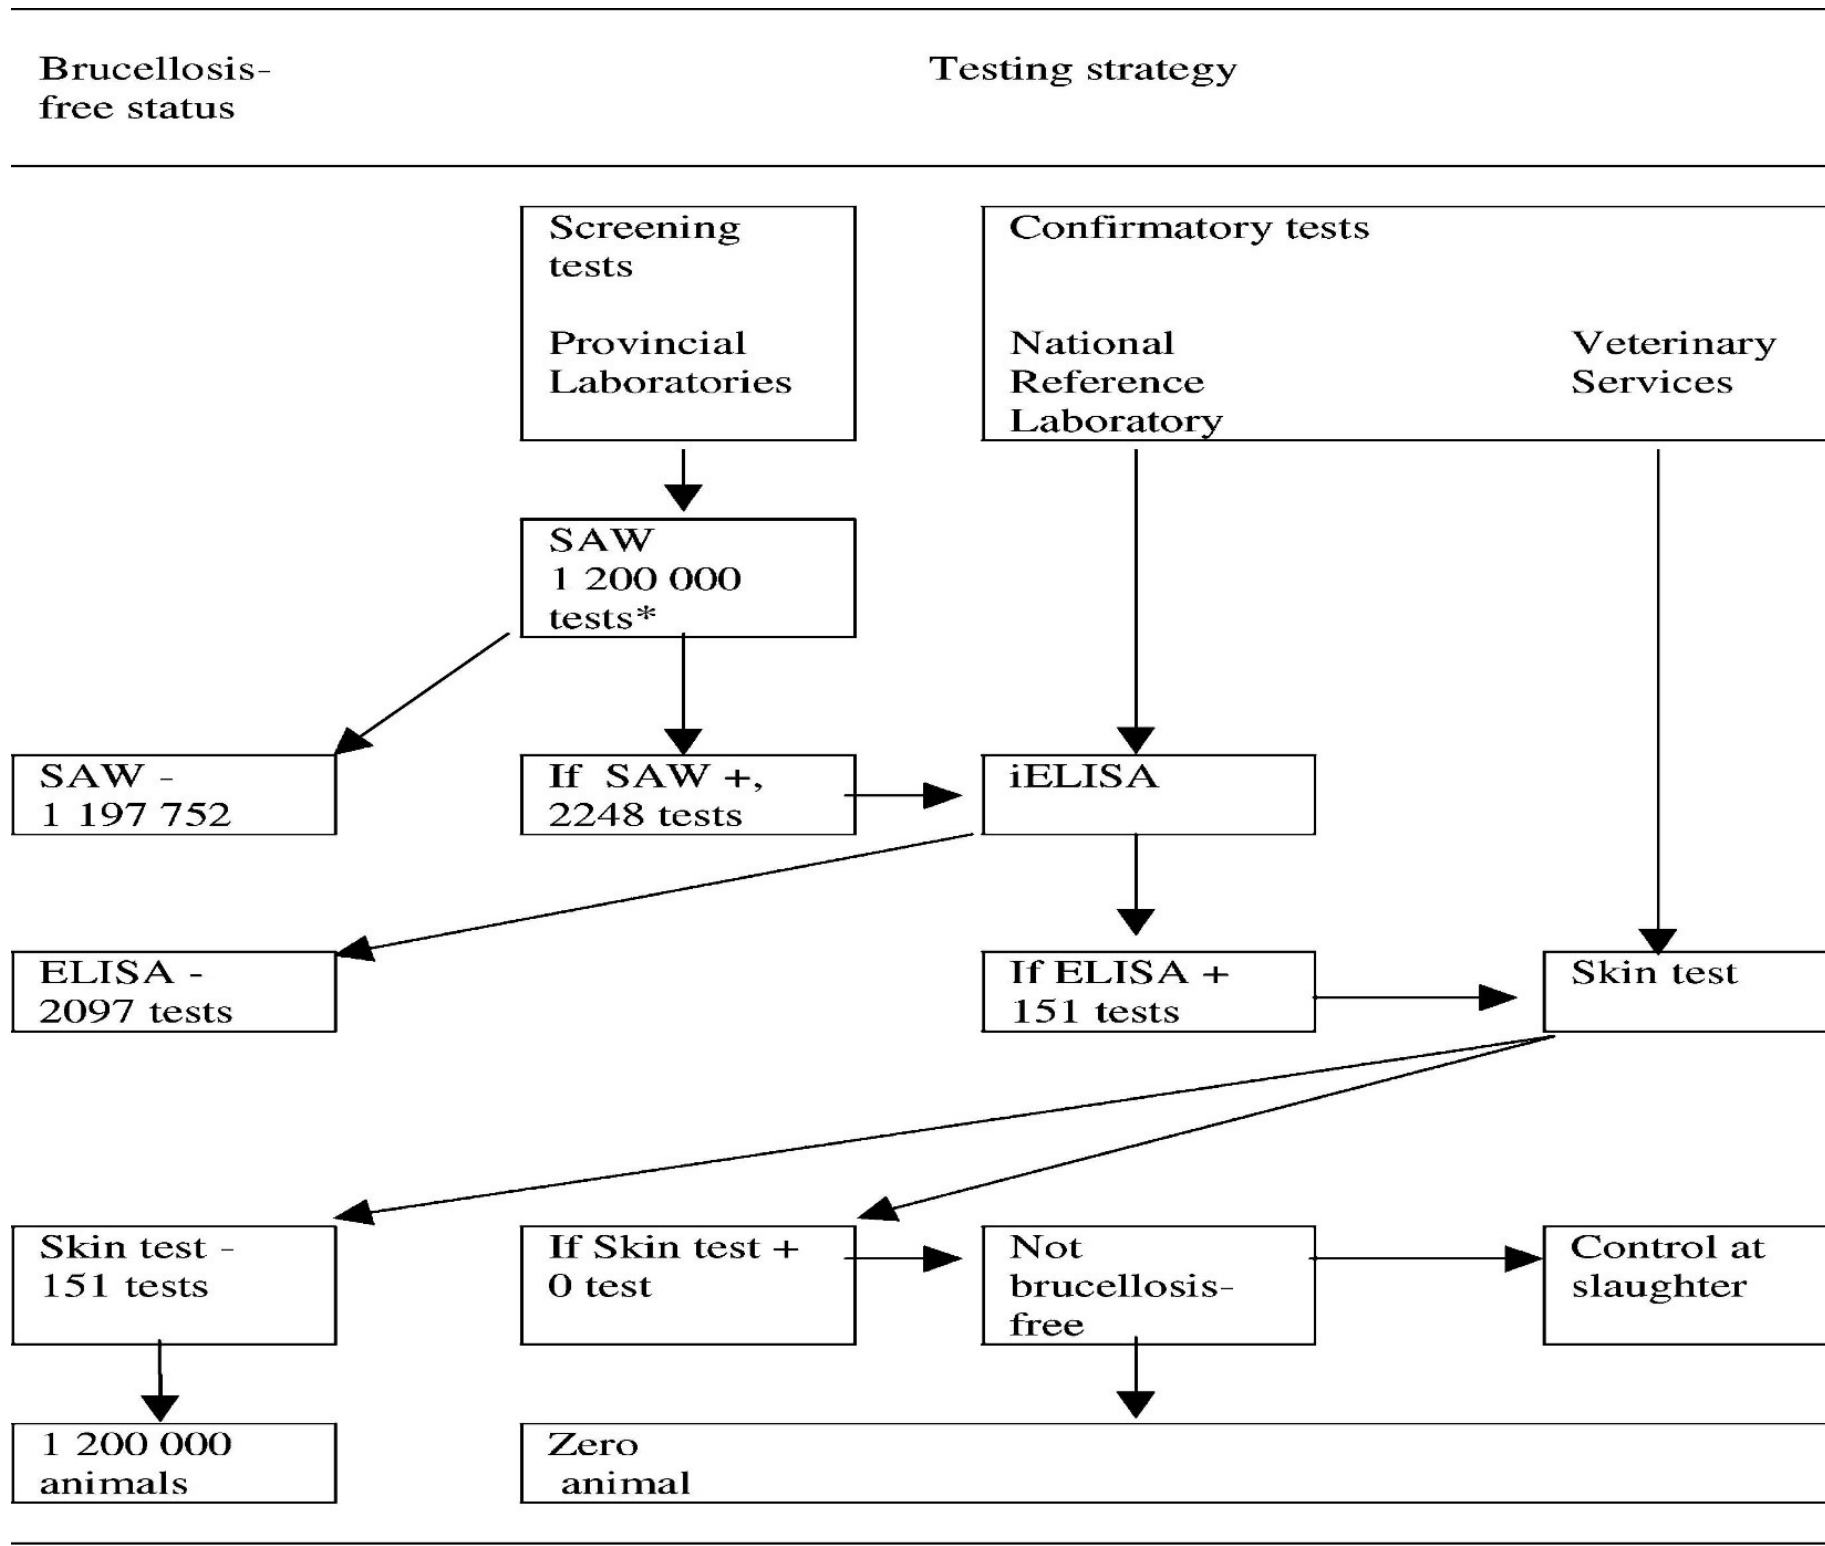 Brucellosis-
free status
Testing strategy
Screening
tests
Provincial
Laboratories
Confirmatory tests
National
Reference
Laboratory
Veterinary
Services
SAW
1 200 000
tests*
SAW -
1 197 752
If SAW +,
2248 tests
iELISA
ELISA -
2097 tests
If ELISA +
151 tests
Skin test
Skin test -
151 tests
If Skin test +
0 test
Not
brucellosis-
free
Control at
slaughter
1 200 000
animals
Zero
animal